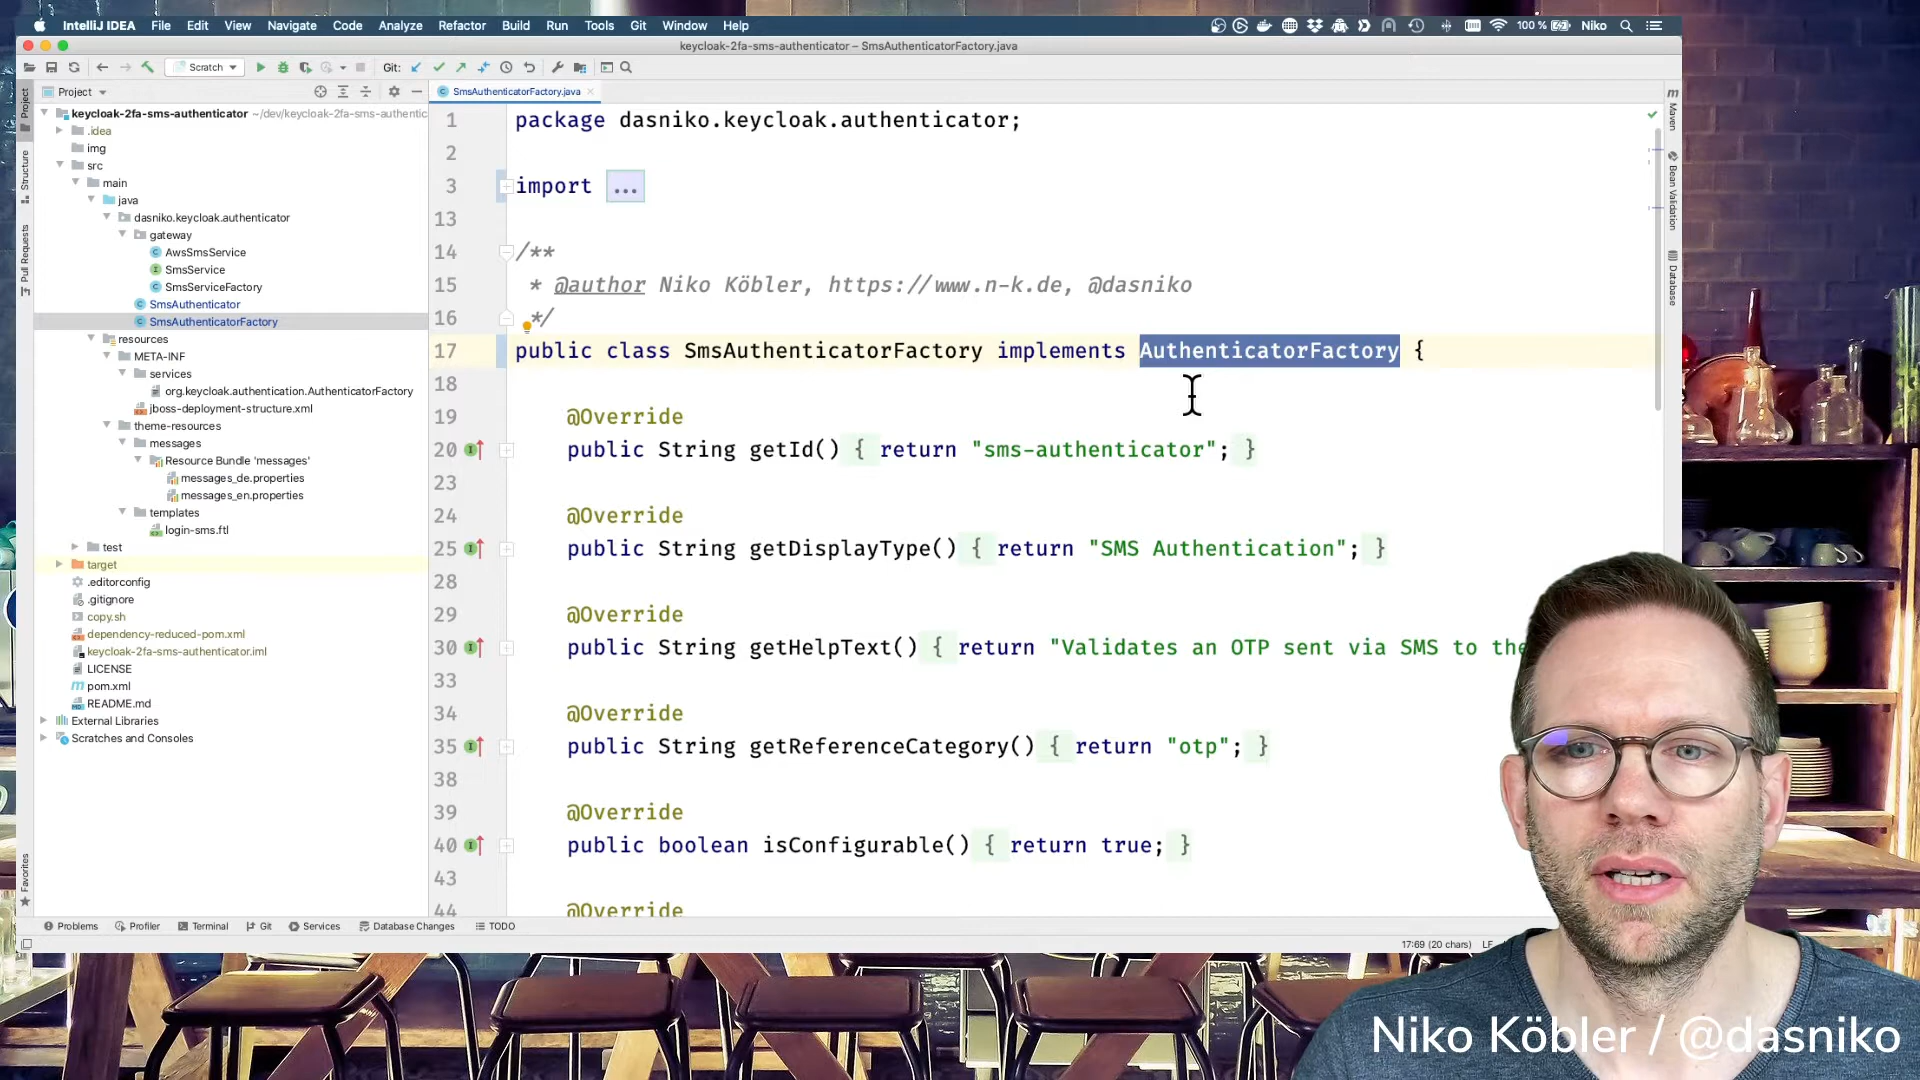 IntelliJ IDEA File Edit View Navigate Code Analyze Refactor Build Run Tools Git Window Help 100 % Niko
keycloak-2fa-sms-authenticator – SmsAuthenticatorFactory.java
Scratch Git:
Project
SmsAuthenticatorFactory.java
keycloak-2fa-sms-authenticator ~/dev/keycloak-2fa-sms-authentic
.idea
img
src
main
java
dasniko.keycloak.authenticator
gateway
AwsSmsService
SmsService
SmsServiceFactory
SmsAuthenticator
SmsAuthenticatorFactory
resources
META-INF
services
org.keycloak.authentication.AuthenticatorFactory
jboss-deployment-structure.xml
theme-resources
messages
Resource Bundle 'messages'
messages_de.properties
messages_en.properties
templates
login-sms.ftl
test
target
.editorconfig
.gitignore
copy.sh
dependency-reduced-pom.xml
keycloak-2fa-sms-authenticator.iml
LICENSE
pom.xml
README.md
External Libraries
Scratches and Consoles
Project
Structure
Pull Requests
Favorites
1 package dasniko.keycloak.authenticator;
2
3 import ...
13
14 /**
15 * @author Niko Köbler, https://www.n-k.de, @dasniko
16 */
17 public class SmsAuthenticatorFactory implements AuthenticatorFactory {
18
19 @Override
20 public String getId() { return "sms-authenticator"; }
23
24 @Override
25 public String getDisplayType() { return "SMS Authentication"; }
28
29 @Override
30 public String getHelpText() { return "Validates an OTP sent via SMS to the
33
34 @Override
35 public String getReferenceCategory() { return "otp"; }
38
39 @Override
40 public boolean isConfigurable() { return true; }
43
44 @Override
Maven
Bean Validation
Database
Problems Profiler Terminal Git Services Database Changes TODO
17:69 (20 chars) LF
Niko Köbler / @dasniko